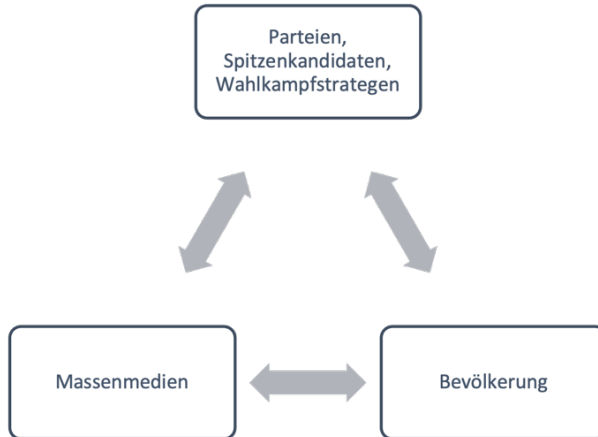 Parteien,
Spitzenkandidaten,
Wahlkampfstrategen
Massenmedien
Bevölkerung